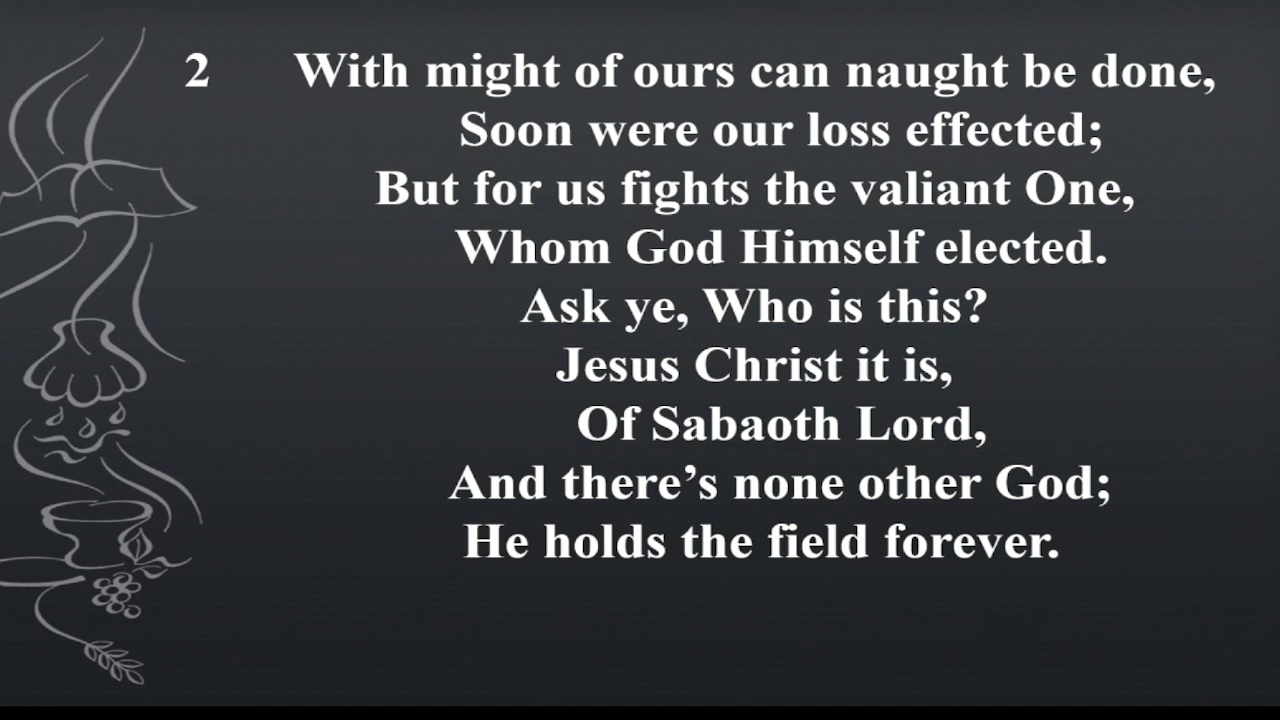 2 With might of ours can naught be done,
Soon were our loss effected;
But for us fights the valiant One,
Whom God Himself elected.
Ask ye, Who is this?
Jesus Christ it is,
Of Sabaoth Lord,
And there’s none other God;
He holds the field forever.